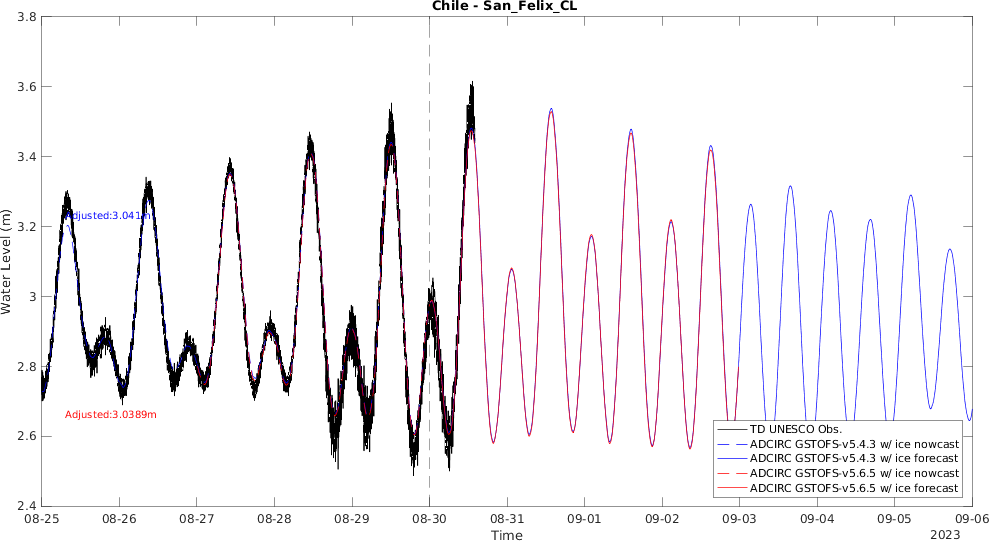 Chile - San_Felix_CL
3.8
3.6
3.4
3.2
3
2.8
2.6
2.4
Water Level (m)
Adjusted:3.041m
Adjusted:3.0389m
TD UNESCO Obs.
ADCIRC GSTOFS-v5.4.3 w/ ice nowcast
ADCIRC GSTOFS-v5.4.3 w/ ice forecast
ADCIRC GSTOFS-v5.6.5 w/ ice nowcast
ADCIRC GSTOFS-v5.6.5 w/ ice forecast
08-25 08-26 08-27 08-28 08-29 08-30 08-31 09-01 09-02 09-03 09-04 09-05 09-06
Time
2023